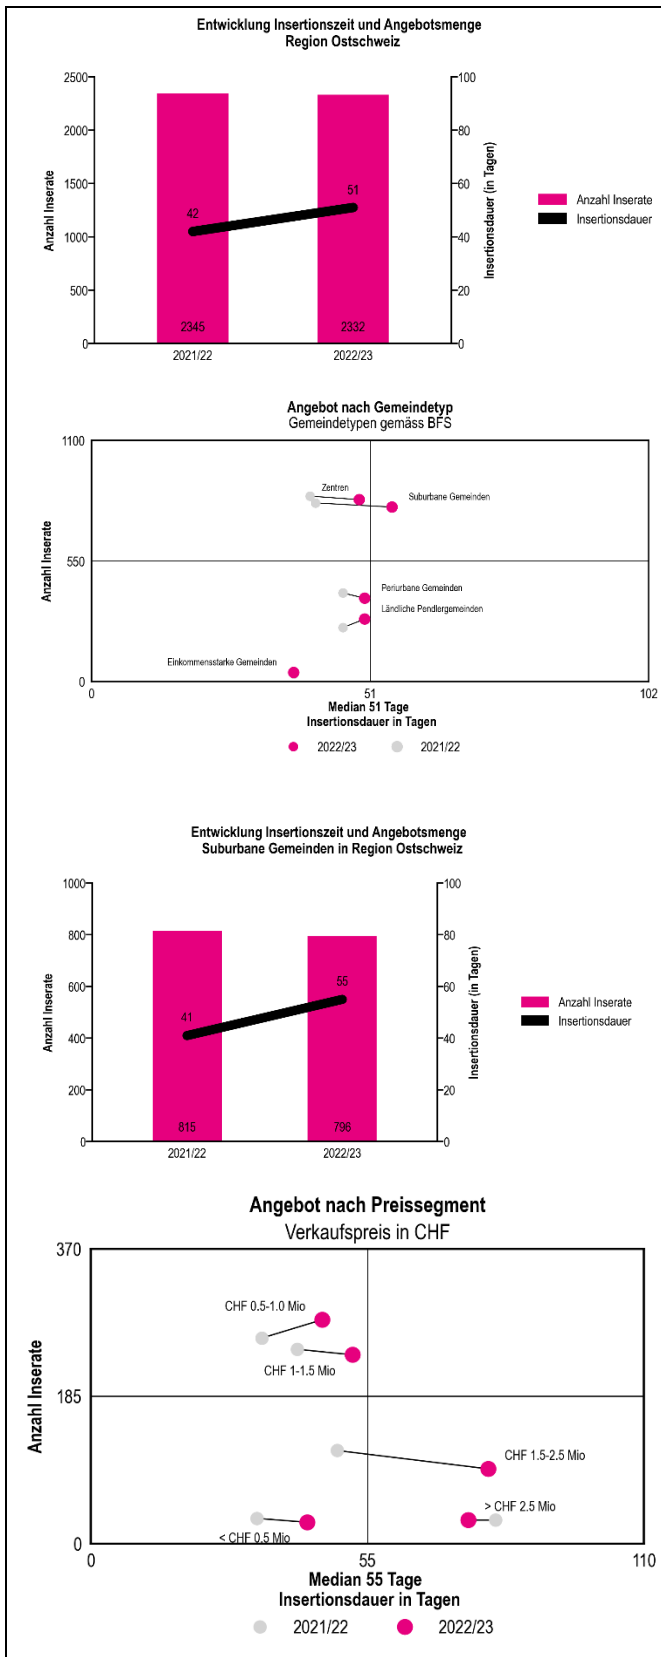 Entwicklung Insertionszeit und Angebotsmenge
Region Ostschweiz
2500
2000
1500
1000
500
0
Anzahl Inserate
100
80
60
40
20
0
Insertionsdauer (in Tagen)
42
51
2345
2332
2021/22
2022/23
Anzahl Inserate
Insertionsdauer
Angebot nach Gemeindetyp
Gemeindetypen gemäss BFS
1100
550
0
Anzahl Inserate
Zentren
Suburbane Gemeinden
Periurbane Gemeinden
Ländliche Pendlergemeinden
Einkommensstarke Gemeinden
0
51
102
Median 51 Tage
Insertionsdauer in Tagen
2022/23
2021/22
Entwicklung Insertionszeit und Angebotsmenge
Suburbane Gemeinden in Region Ostschweiz
1000
800
600
400
200
0
Anzahl Inserate
100
80
60
40
20
0
Insertionsdauer (in Tagen)
41
55
815
796
2021/22
2022/23
Anzahl Inserate
Insertionsdauer
Angebot nach Preissegment
Verkaufspreis in CHF
370
185
0
Anzahl Inserate
CHF 0.5-1.0 Mio
CHF 1-1.5 Mio
CHF 1.5-2.5 Mio
> CHF 2.5 Mio
< CHF 0.5 Mio
0
55
110
Median 55 Tage
Insertionsdauer in Tagen
2021/22
2022/23